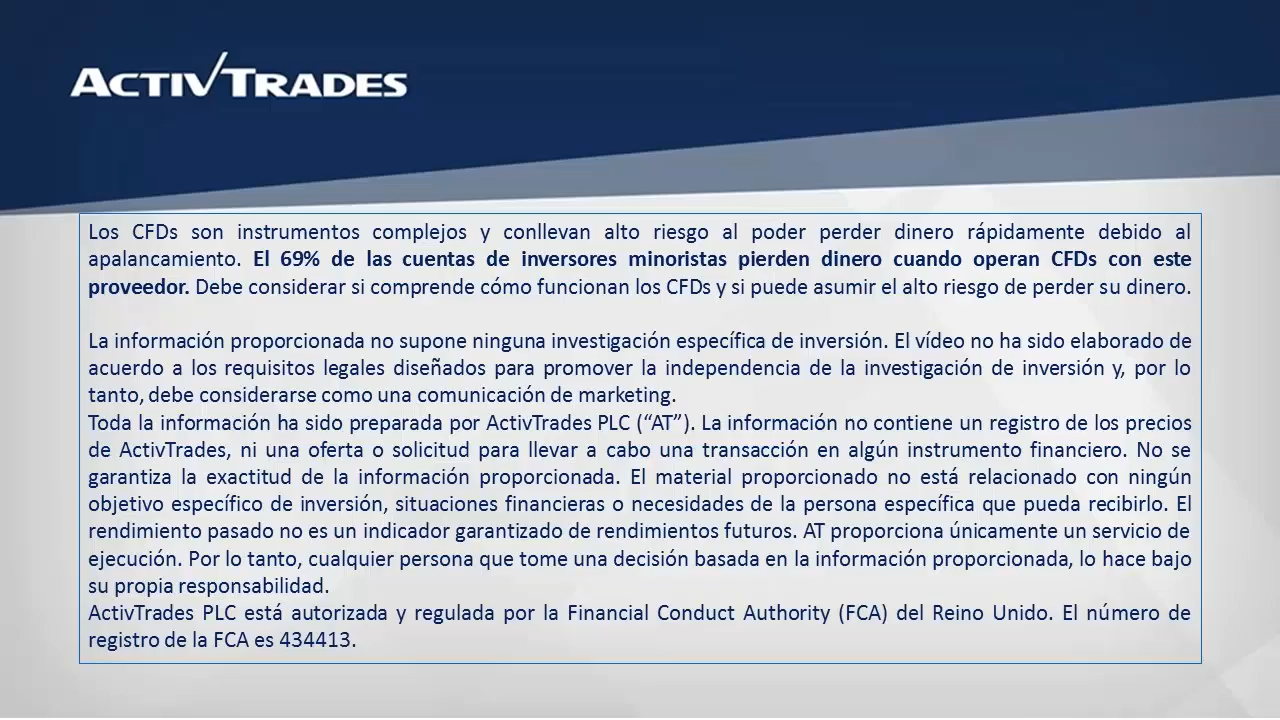 ACTIVTRADES
Los CFDs son instrumentos complejos y conllevan alto riesgo al poder perder dinero rápidamente debido al
apalancamiento. El 69% de las cuentas de inversores minoristas pierden dinero cuando operan CFDs con este
proveedor. Debe considerar si comprende cómo funcionan los CFDs y si puede asumir el alto riesgo de perder su dinero.
La información proporcionada no supone ninguna investigación específica de inversión. El vídeo no ha sido elaborado de
acuerdo a los requisitos legales diseñados para promover la independencia de la investigación de inversión y, por lo
tanto, debe considerarse como una comunicación de marketing.
Toda la información ha sido preparada por ActivTrades PLC (“AT”). La información no contiene un registro de los precios
de ActivTrades, ni una oferta o solicitud para llevar a cabo una transacción en algún instrumento financiero. No se
garantiza la exactitud de la información proporcionada. El material proporcionado no está relacionado con ningún
objetivo específico de inversión, situaciones financieras o necesidades de la persona específica que pueda recibirlo. El
rendimiento pasado no es un indicador garantizado de rendimientos futuros. AT proporciona únicamente un servicio de
ejecución. Por lo tanto, cualquier persona que tome una decisión basada en la información proporcionada, lo hace bajo
su propia responsabilidad.
ActivTrades PLC está autorizada y regulada por la Financial Conduct Authority (FCA) del Reino Unido. El número de
registro de la FCA es 434413.